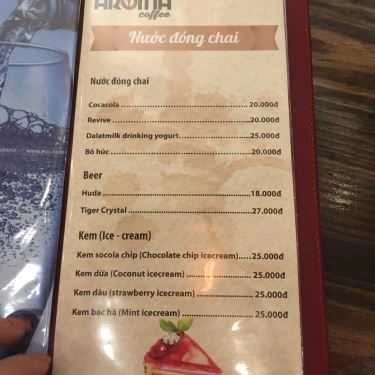 AROMA
coffee
Nước đóng chai
Nước đóng chai
Cocacola 20.000đ
Revive 20.000đ
Dalatmilk drinking yogurt 25.000đ
Bò húc 20.000đ
Beer
Huda 18.000đ
Tiger Crystal 27.000đ
Kem (Ice - cream)
Kem socola chip (Chocolate chip icecream) 25.000đ
Kem dừa (Coconut icecream) 25.000đ
Kem dâu (strawberry icecream) 25.000đ
Kem bạc hà (Mint icecream) 25.000đ